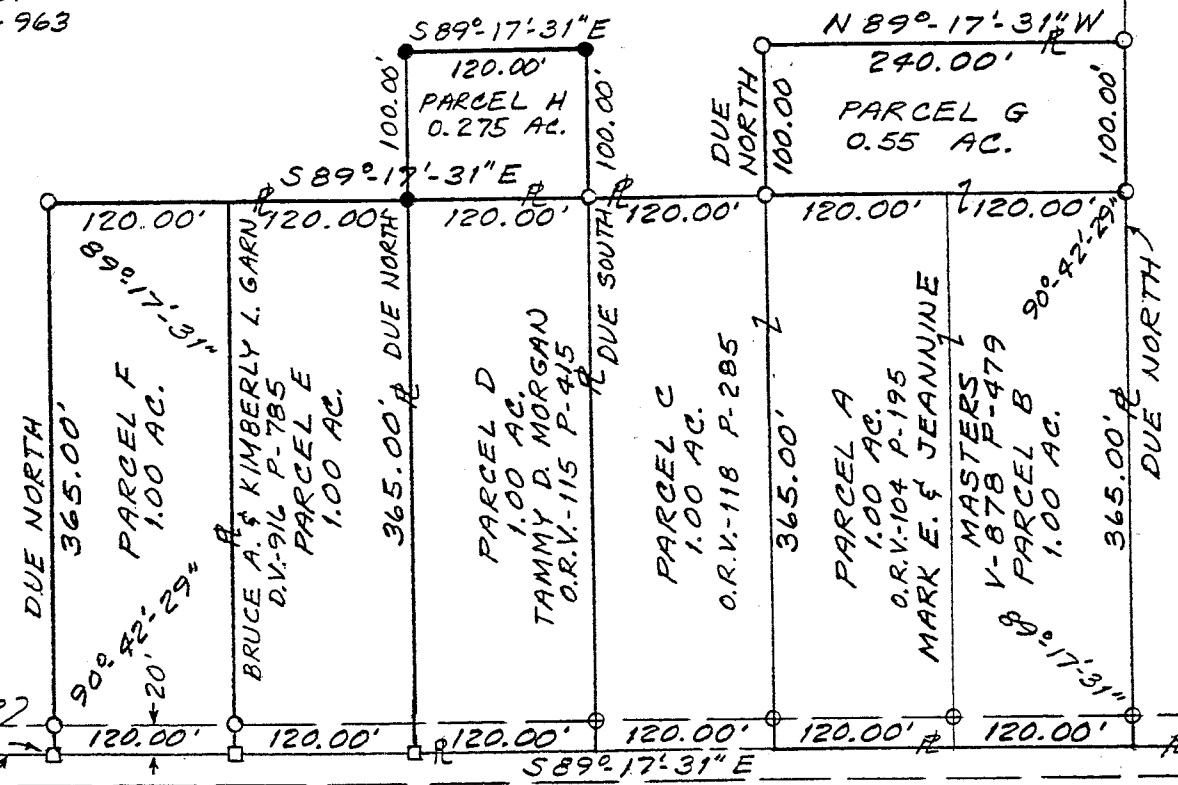 - 963
S 89°-17'-31" E
120.00'
PARCEL H
0.275 AC.
100.00'
100.00'
N 89°-17'-31" W
240.00'
PARCEL G
0.55 AC.
DUE NORTH
100.00
100.00'
S 89°-17'-31" E
120.00'
120.00'
120.00'
120.00'
120.00'
120.00'
DUE NORTH
365.00'
89°-17'-31"
PARCEL F
1.00 AC.
90°-42'-29"
20'
BRUCE A. & KIMBERLY L. GARN
D.V.-916 P-785
PARCEL E
1.00 AC.
DUE NORTH
365.00'
PARCEL D
1.00 AC.
TAMMY D. MORGAN
O.R.V.-115 P-415
DUE SOUTH
PARCEL C
1.00 AC.
O.R.V.-118 P-285
365.00'
PARCEL A
1.00 AC.
O.R.V.-104 P-195
MARK E. & JEANNINE
MASTERS
V-878 P-479
PARCEL B
1.00 AC.
90°-42'-29"
89°-17'-31"
365.00'
DUE NORTH
120.00'
120.00'
120.00'
120.00'
120.00'
120.00'
S 89°-17'-31" E